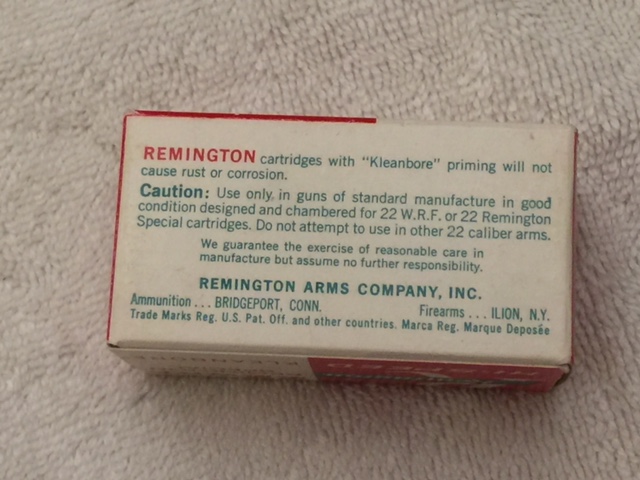 REMINGTON cartridges with "Kleanbore" priming will not
cause rust or corrosion.
Caution: Use only in guns of standard manufacture in good
condition designed and chambered for 22 W.R.F. or 22 Remington
Special cartridges. Do not attempt to use in other 22 caliber arms.
We guarantee the exercise of reasonable care in
manufacture but assume no further responsibility.
REMINGTON ARMS COMPANY, INC.
Ammunition ... BRIDGEPORT, CONN. Firearms ... ILION, N.Y.
Trade Marks Reg. U.S. Pat. Off. and other countries. Marca Reg. Marque Deposée